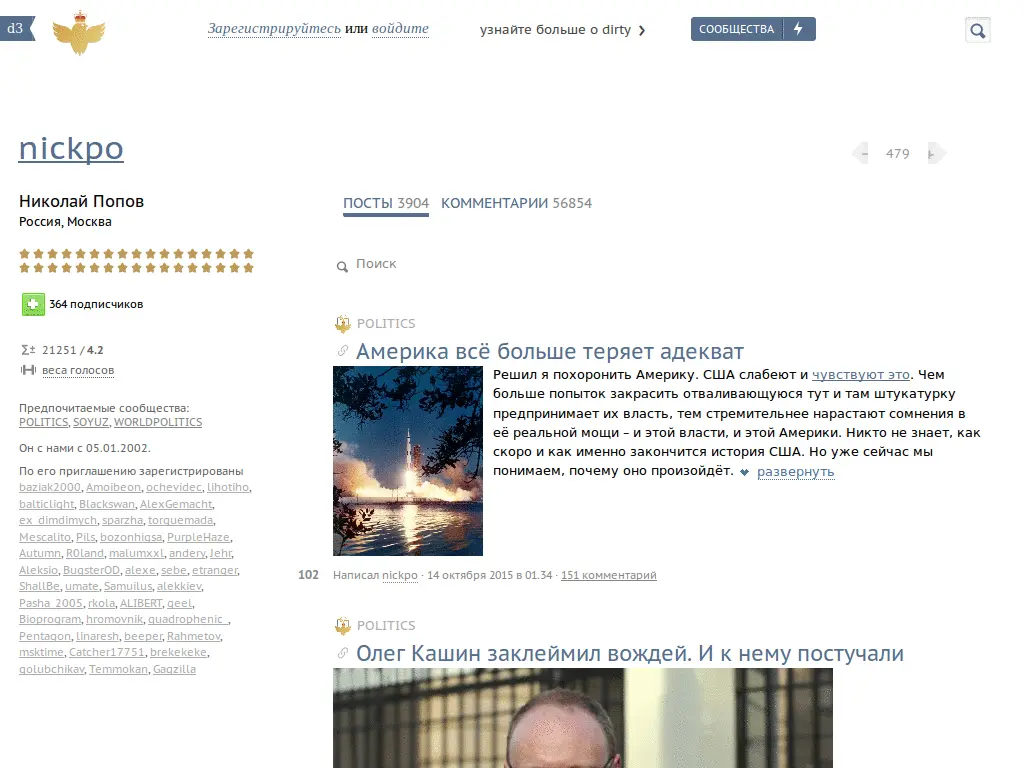 d3
Зарегистрируйтесь или войдите
узнайте больше о dirty
СООБЩЕСТВА
nickpo
479
Николай Попов
Россия, Москва
ПОСТЫ 3904 КОММЕНТАРИИ 56854
Поиск
364 подписчиков
21251 / 4.2
веса голосов
Предпочитаемые сообщества:
POLITICS, SOYUZ, WORLDPOLITICS
Он с нами с 05.01.2002.
По его приглашению зарегистрированы
baziak2000, Amoibeon, ochevidec, lihotiho,
balticlight, Blackswan, AlexGemacht,
ex_dimdimych, sparzha, torquemada,
Mescalito, Pils, bozonhigsa, PurpleHaze,
Autumn, R0land, malumxxl, andery, Jehr,
Aleksio, BugsterOD, alexe, sebe, etranger,
ShallBe, umate, Samuilus, alekkiev,
Pasha_2005, rkola, ALIBERT, geel,
Bioprogram, hromovnik, quadrophenic_,
Pentagon, linaresh, beeper, Rahmetov,
msktime, Catcher17751, brekekeke,
golubchikav, Temmokan, Gagzilla
POLITICS
Америка всё больше теряет адекват
Решил я похоронить Америку. США слабеют и чувствуют это. Чем
больше попыток закрасить отваливающуюся тут и там штукатурку
предпринимает их власть, тем стремительнее нарастают сомнения в
её реальной мощи – и этой власти, и этой Америки. Никто не знает, как
скоро и как именно закончится история США. Но уже сейчас мы
понимаем, почему оно произойдёт. развернуть
102 Написал nickpo · 14 октября 2015 в 01.34 · 151 комментарий
POLITICS
Олег Кашин заклеймил вождей. И к нему постучали